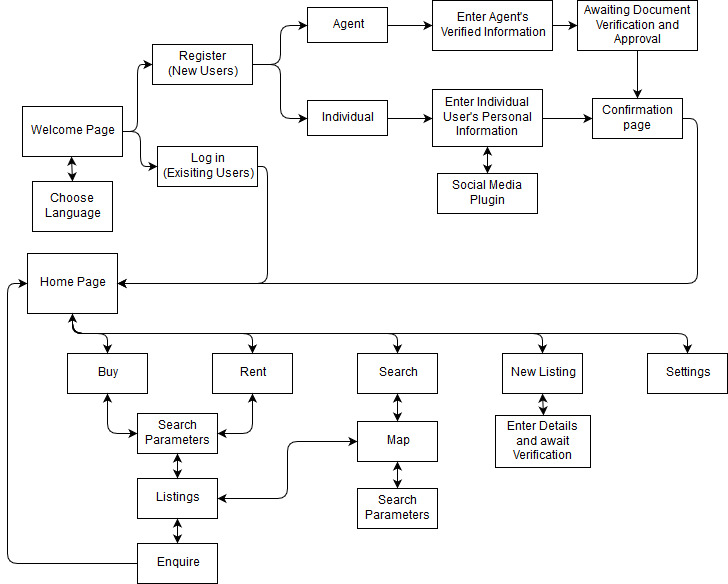 Agent
Enter Agent's
Verified Information
Awaiting Document
Verification and
Approval
Register
(New Users)
Welcome Page
Individual
Enter Individual
User's Personal
Information
Confirmation
page
Log in
(Exisiting Users)
Choose
Language
Social Media
Plugin
Home Page
Buy
Rent
Search
New Listing
Settings
Search
Parameters
Map
Enter Details
and await
Verification
Listings
Search
Parameters
Enquire